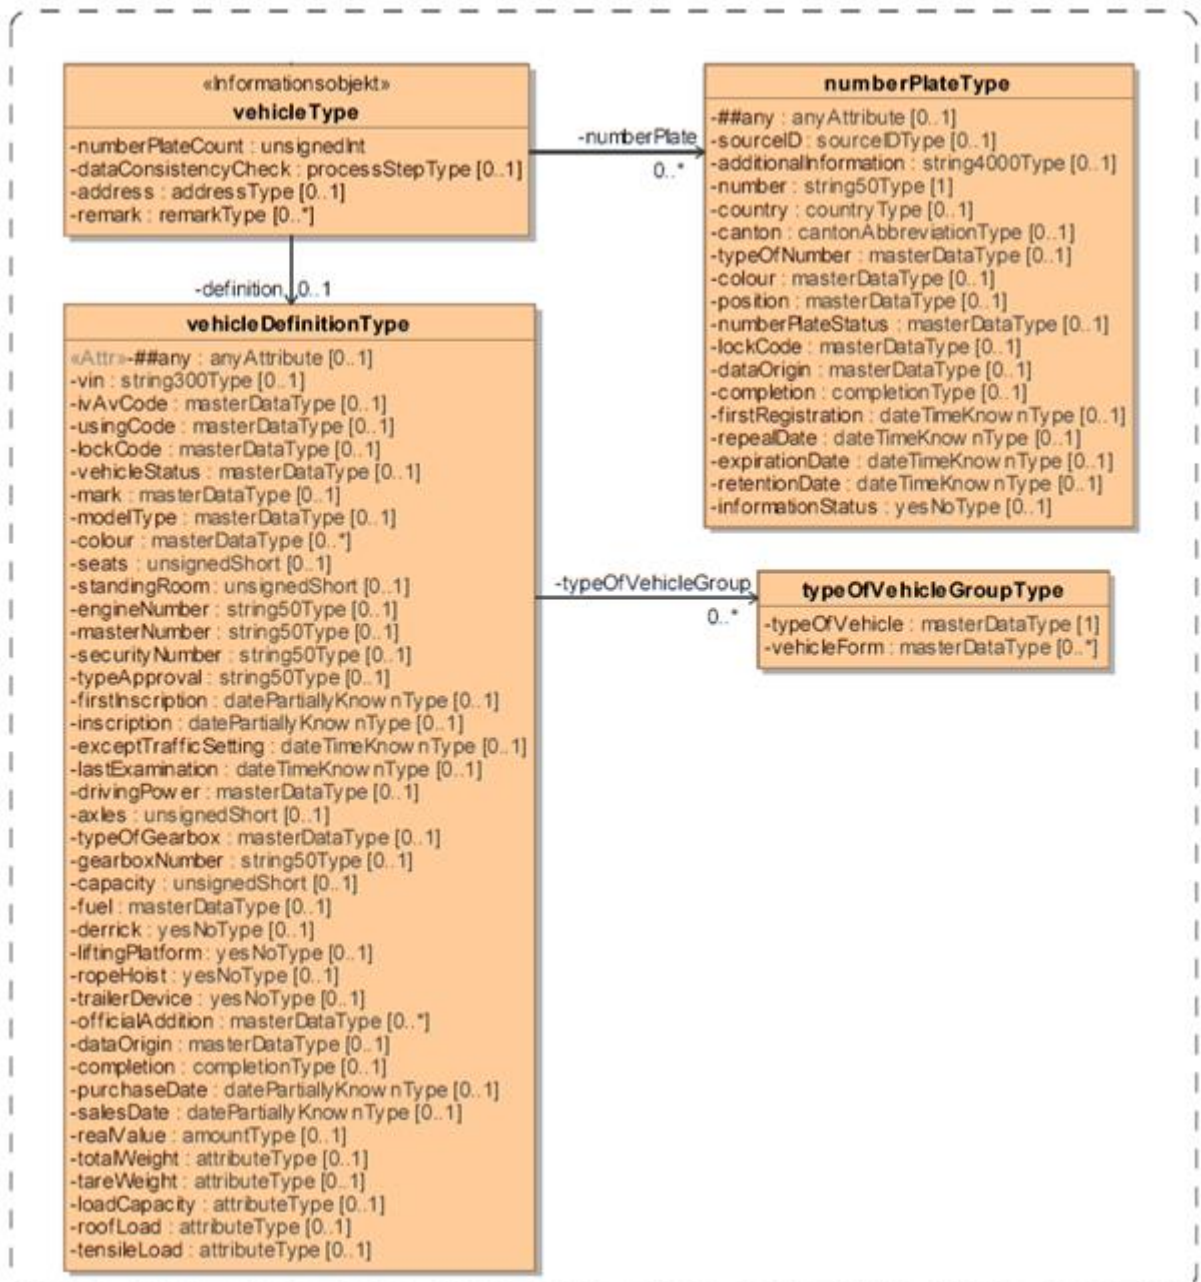 «Informationsobjekt»
vehicleType
-numberPlateCount : unsignedInt
-dataConsistencyCheck : processStepType [0..1]
-address : addressType [0..1]
-remark : remarkType [0..*]
-numberPlate
0..*
numberPlateType
-##any : anyAttribute [0..1]
-sourceID : sourceIDType [0..1]
-additionalInformation : string4000Type [0..1]
-number : string50Type [1]
-country : countryType [0..1]
-canton : cantonAbbreviationType [0..1]
-typeOfNumber : masterDataType [0..1]
-colour : masterDataType [0..1]
-position : masterDataType [0..1]
-numberPlateStatus : masterDataType [0..1]
-lockCode : masterDataType [0..1]
-dataOrigin : masterDataType [0..1]
-completion : completionType [0..1]
-firstRegistration : dateTimeKnownType [0..1]
-repealDate : dateTimeKnownType [0..1]
-expirationDate : dateTimeKnownType [0..1]
-retentionDate : dateTimeKnownType [0..1]
-informationStatus : yesNoType [0..1]
-definition 0..1
vehicleDefinitionType
«Attr»-##any : anyAttribute [0..1]
-vin : string300Type [0..1]
-ivAvCode : masterDataType [0..1]
-usingCode : masterDataType [0..1]
-lockCode : masterDataType [0..1]
-vehicleStatus : masterDataType [0..1]
-mark : masterDataType [0..1]
-modelType : masterDataType [0..1]
-colour : masterDataType [0..*]
-seats : unsignedShort [0..1]
-standingRoom : unsignedShort [0..1]
-engineNumber : string50Type [0..1]
-masterNumber : string50Type [0..1]
-securityNumber : string50Type [0..1]
-typeApproval : string50Type [0..1]
-firstInscription : datePartiallyKnownType [0..1]
-inscription : datePartiallyKnownType [0..1]
-exceptTrafficSetting : dateTimeKnownType [0..1]
-lastExamination : dateTimeKnownType [0..1]
-drivingPower : masterDataType [0..1]
-axles : unsignedShort [0..1]
-typeOfGearbox : masterDataType [0..1]
-gearboxNumber : string50Type [0..1]
-capacity : unsignedShort [0..1]
-fuel : masterDataType [0..1]
-derrick : yesNoType [0..1]
-liftingPlatform : yesNoType [0..1]
-ropeHoist : yesNoType [0..1]
-trailerDevice : yesNoType [0..1]
-officialAddition : masterDataType [0..*]
-dataOrigin : masterDataType [0..1]
-completion : completionType [0..1]
-purchaseDate : datePartiallyKnownType [0..1]
-salesDate : datePartiallyKnownType [0..1]
-realValue : amountType [0..1]
-totalWeight : attributeType [0..1]
-tareWeight : attributeType [0..1]
-loadCapacity : attributeType [0..1]
-roofLoad : attributeType [0..1]
-tensileLoad : attributeType [0..1]
-typeOfVehicleGroup
0..*
typeOfVehicleGroupType
-typeOfVehicle : masterDataType [1]
-vehicleForm : masterDataType [0..*]